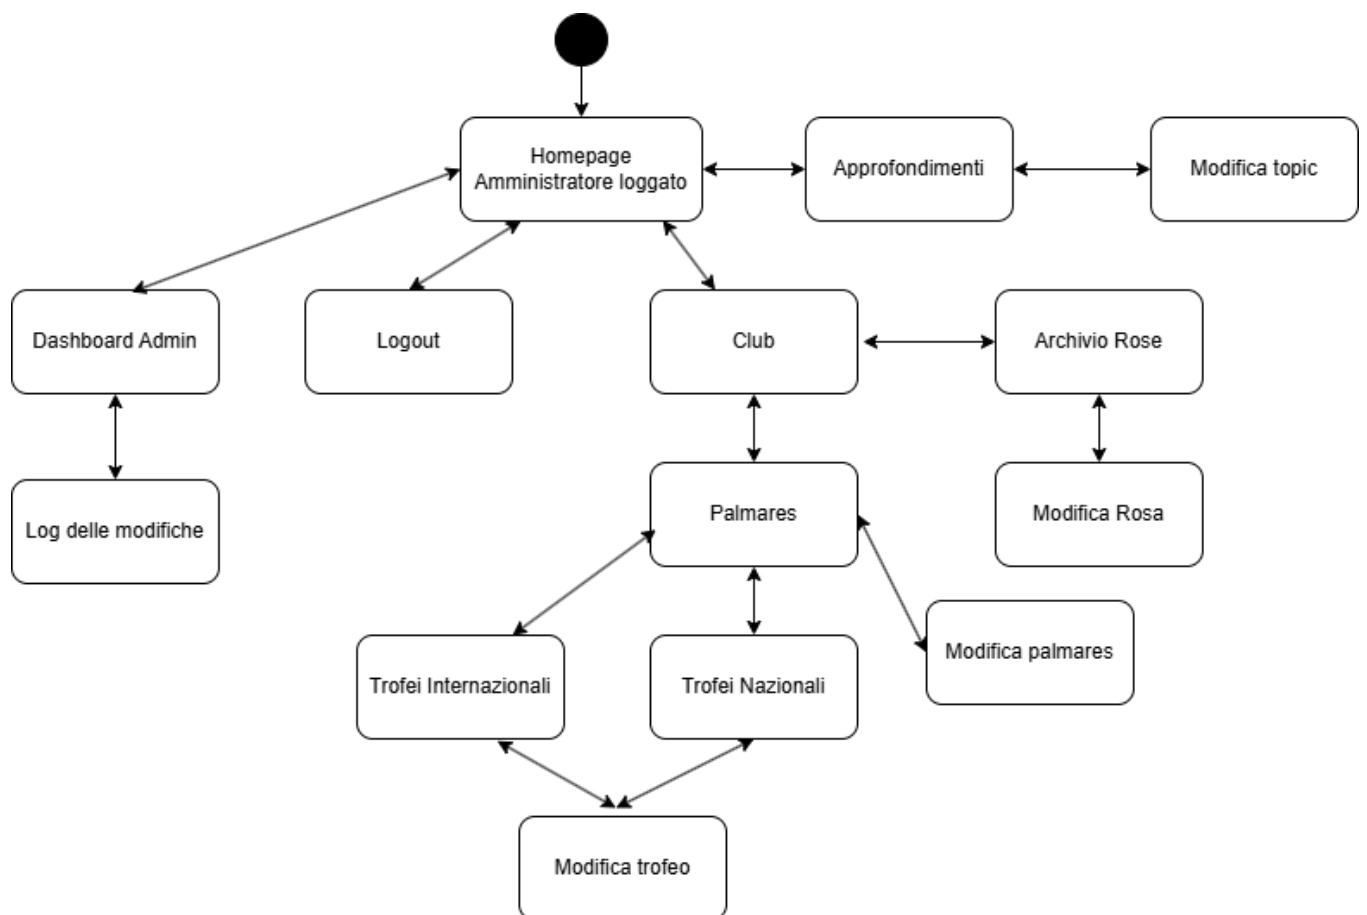 Homepage
Amministratore loggato
Approfondimenti
Modifica topic
Dashboard Admin
Logout
Club
Archivio Rose
Log delle modifiche
Palmares
Modifica Rosa
Modifica palmares
Trofei Internazionali
Trofei Nazionali
Modifica trofeo